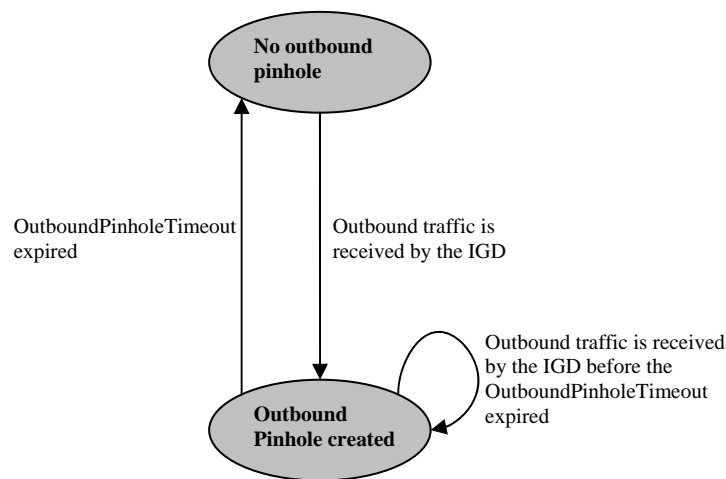 No outbound
pinhole
OutboundPinholeTimeout
expired
Outbound traffic is
received by the IGD
Outbound traffic is received
by the IGD before the
OutboundPinholeTimeout
expired
Outbound
Pinhole created